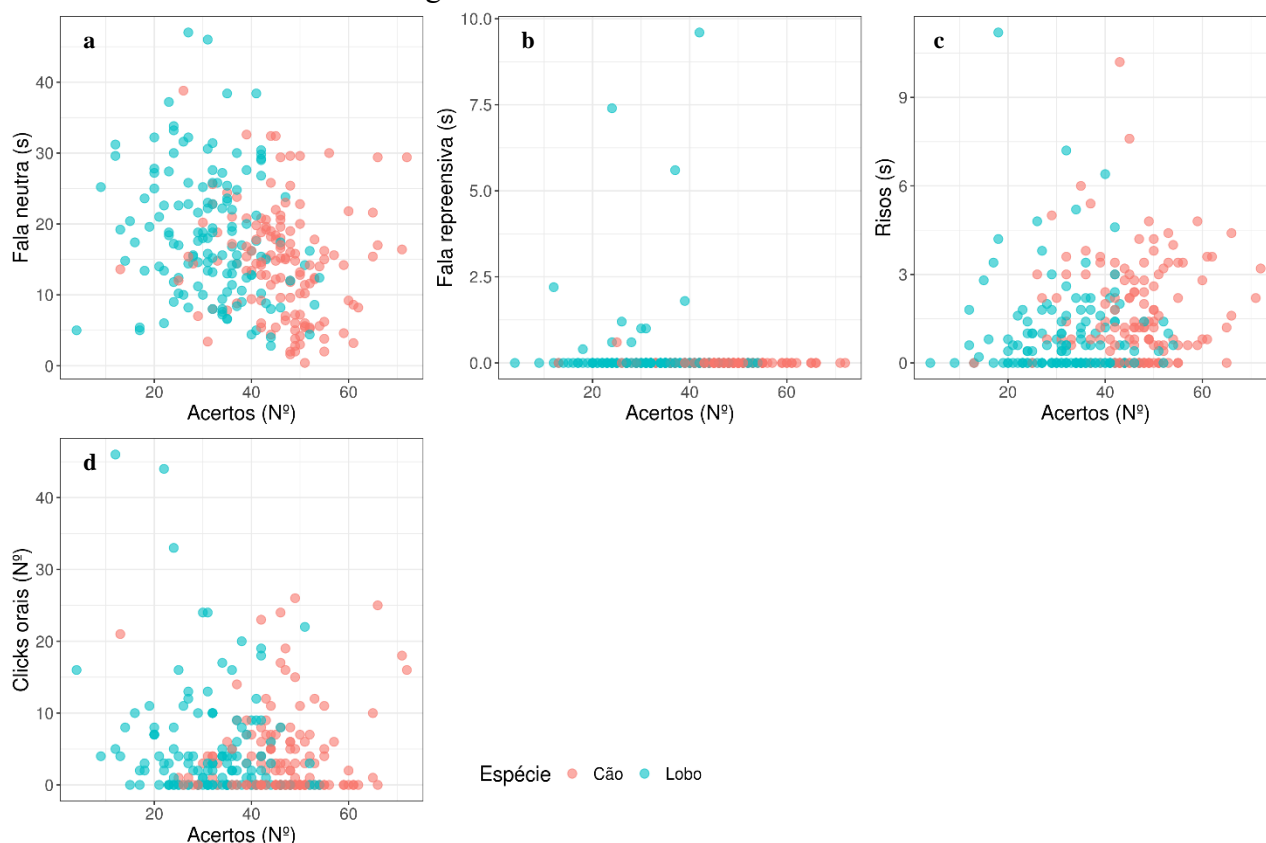 a
Fala neutra (s)
40
30
20
10
0
20 40 60
Acertos (Nº)
b
Fala repreensiva (s)
10.0
7.5
5.0
2.5
0.0
20 40 60
Acertos (Nº)
c
Risos (s)
9
6
3
0
20 40 60
Acertos (Nº)
d
Clicks orais (Nº)
40
30
20
10
0
20 40 60
Acertos (Nº)
Espécie Cão Lobo